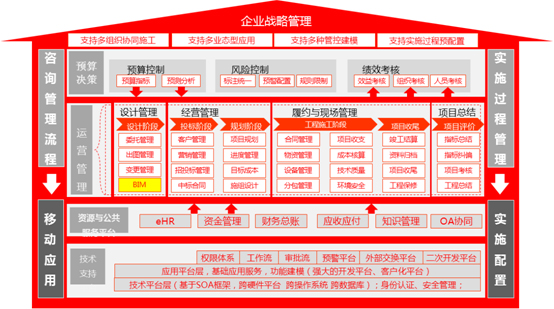 企业战略管理
支持多组织协同施工
支持多业态型应用
支持多种管控建模
支持实施过程预配置
咨询管理流程
移动应用
实施过程管理
实施配置
预算决策
预算控制
预算指标
预测分析
风险控制
标注统一
预警配置
规则限制
绩效考核
效益考核
组织考核
人员考核
运营管理
设计管理
设计阶段
委托管理
出图管理
变更管理
BIM
经营管理
投标阶段
规划阶段
客户管理
项目规划
营销管理
进度管理
招投标管理
目标成本
中标合同
施组设计
履约与现场管理
工程施工阶段
项目收尾
合同管理
项目收支
竣工结算
物资管理
成本核算
资料归档
设备管理
技术质量
项目收尾
分包管理
环境安全
工程保修
项目总结
项目评价
指标总结
指标纠偏
项目考核
工程总结
资源与公共
服务平台
eHR
资金管理
财务总账
应收应付
知识管理
OA协同
技术
支持
权限体系
工作流
审批流
预警平台
外部交换平台
二次开发平台
应用平台层，基础应用服务，功能建模（强大的开发平台、客户化平台）
技术平台层（基于SOA框架，跨硬件平台 跨操作系统 跨数据库）；身份认证、安全管理；